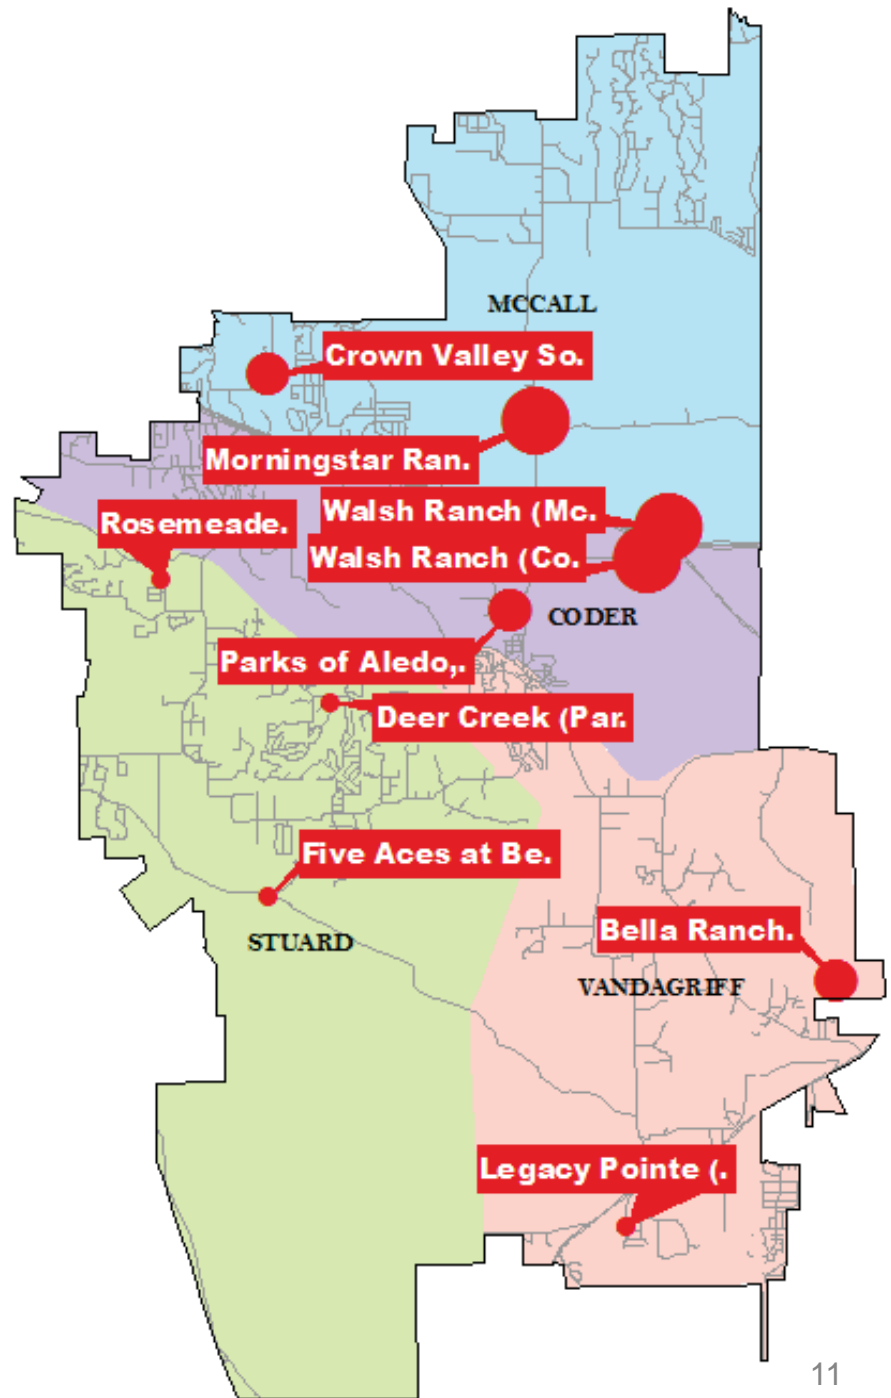 MCCALL
Crown Valley So.
Morningstar Ran.
Walsh Ranch (Mc.
Rosemeade.
Walsh Ranch (Co.
CODER
Parks of Aledo,.
Deer Creek (Par.
Five Aces at Be.
Bella Ranch.
STUARD
VANDAGRIFF
Legacy Pointe (.
11